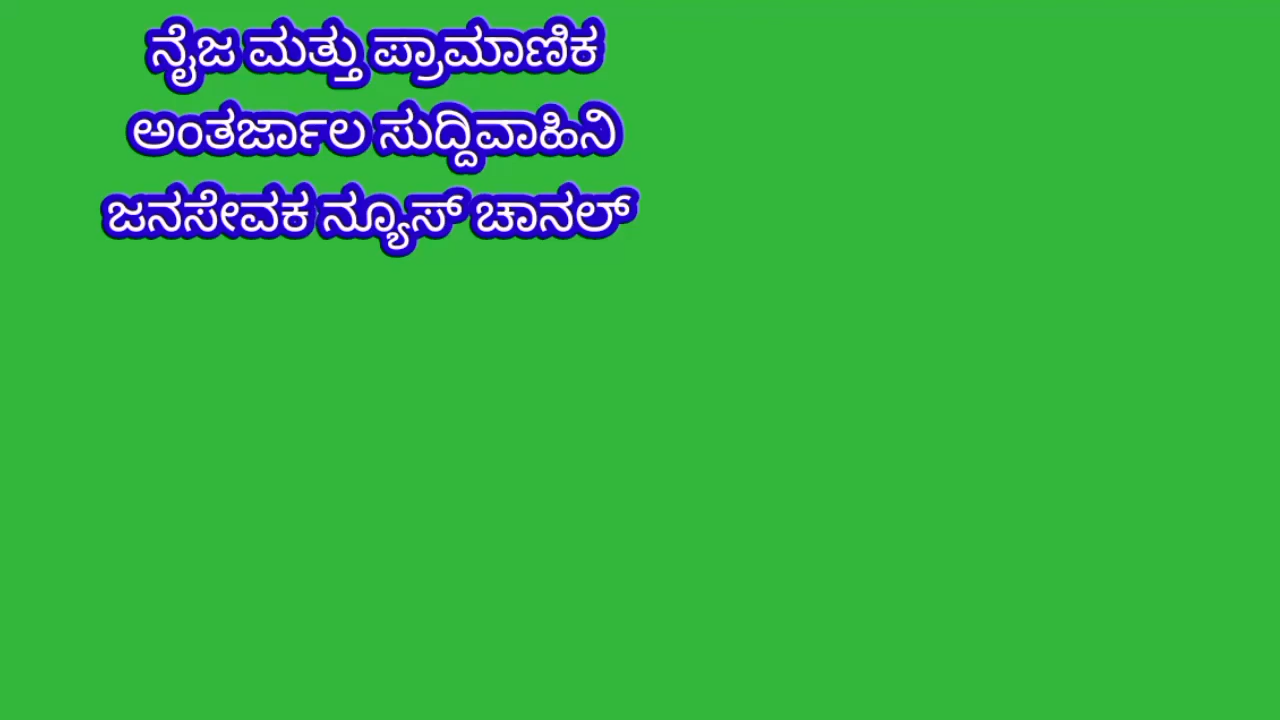 ನೈಜ ಮತ್ತು ಪ್ರಾಮಾಣಿಕ
ಅಂತರ್ಜಾಲ ಸುದ್ದಿವಾಹಿನಿ
ಜನಸೇವಕ ನ್ಯೂಸ್ ಚಾನಲ್